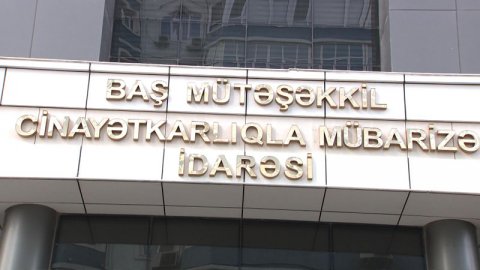 BAŞ MÜTƏŞƏKKİL
CİNAYƏTKARLIQLA MÜBARİZƏ
İDARƏSİ